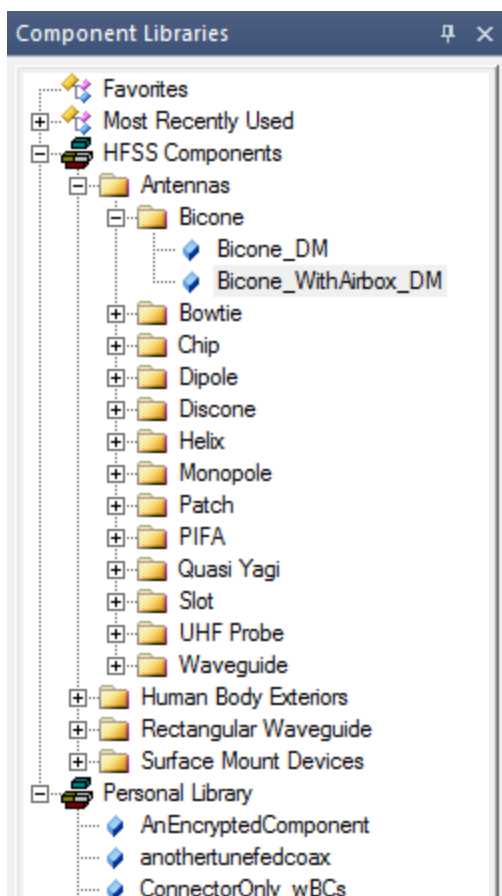 Component Libraries
Favorites
Most Recently Used
HFSS Components
Antennas
Bicone
Bicone_DM
Bicone_WithAirbox_DM
Bowtie
Chip
Dipole
Discone
Helix
Monopole
Patch
PIFA
Quasi Yagi
Slot
UHF Probe
Waveguide
Human Body Exteriors
Rectangular Waveguide
Surface Mount Devices
Personal Library
AnEncryptedComponent
anothertunefedcoax
ConnectorOnly_wBCs